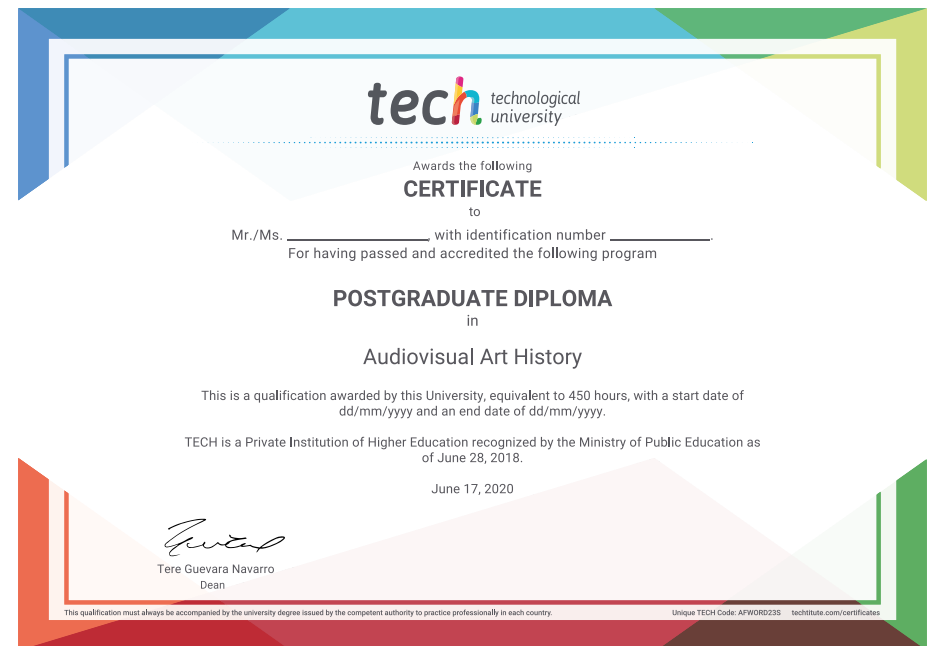 tech technological
university
Awards the following
CERTIFICATE
to
Mr./Ms. ____________, with identification number ____________.
For having passed and accredited the following program
POSTGRADUATE DIPLOMA
in
Audiovisual Art History
This is a qualification awarded by this University, equivalent to 450 hours, with a start date of
dd/mm/yyyy and an end date of dd/mm/yyyy.
TECH is a Private Institution of Higher Education recognized by the Ministry of Public Education as
of June 28, 2018.
June 17, 2020
Tere Guevara Navarro
Dean
This qualification must always be accompanied by the university degree issued by the competent authority to practice professionally in each country.
Unique TECH Code: AFWORD23S techtitute.com/certificates